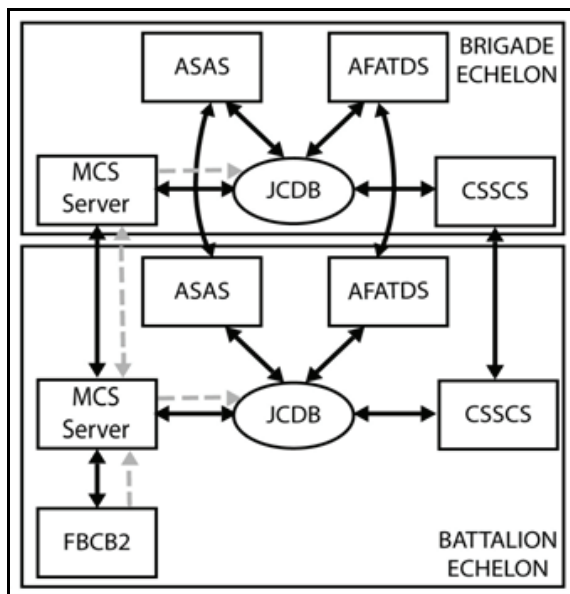 ASAS
AFATDS
BRIGADE
ECHELON
MCS
Server
JCDB
CSSCS
ASAS
AFATDS
MCS
Server
JCDB
CSSCS
FBCB2
BATTALION
ECHELON